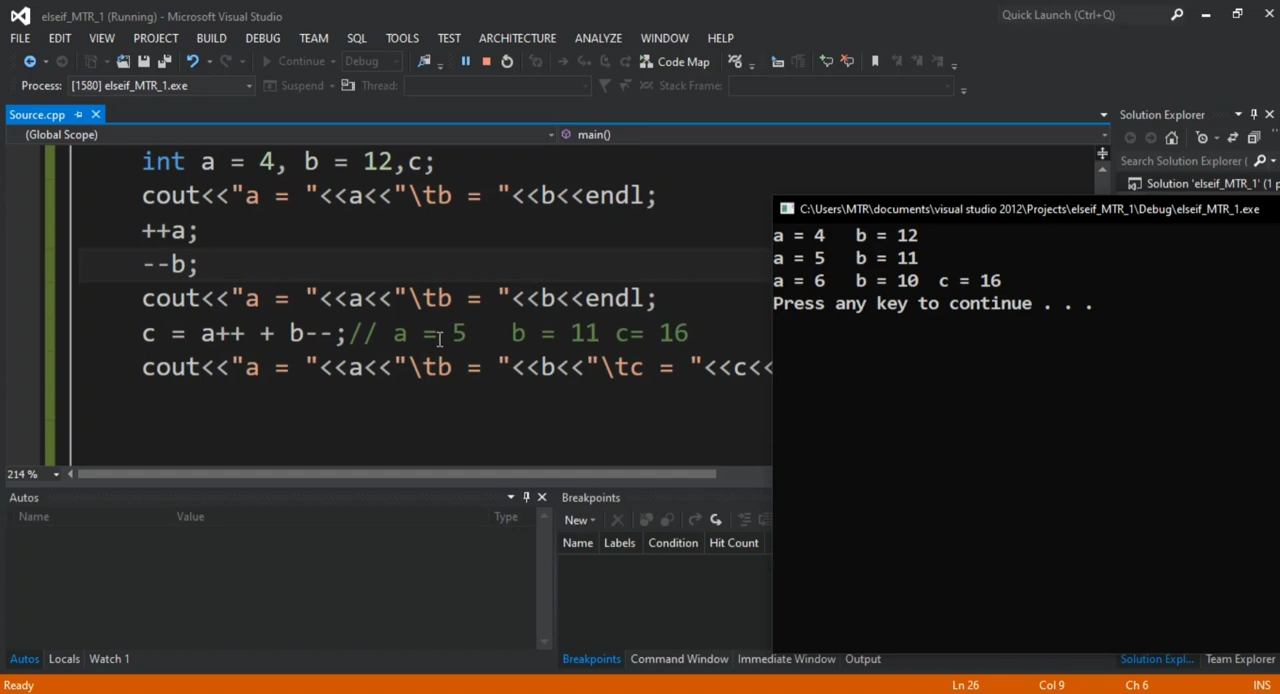 elseif_MTR_1 (Running) - Microsoft Visual Studio
Quick Launch (Ctrl+Q)
FILE EDIT VIEW PROJECT BUILD DEBUG TEAM SQL TOOLS TEST ARCHITECTURE ANALYZE WINDOW HELP
Continue Debug Code Map
Process: [1580] elseif_MTR_1.exe Suspend Thread: Stack Frame:
Source.cpp
Solution Explorer
(Global Scope) main()
Search Solution Explorer (
Solution 'elseif_MTR_1' (1 p
int a = 4, b = 12,c;
cout<<"a = "<<a<<"\tb = "<<b<<endl;
++a;
--b;
cout<<"a = "<<a<<"\tb = "<<b<<endl;
c = a++ + b--;// a = 5 b = 11 c= 16
cout<<"a = "<<a<<"\tb = "<<b<<"\tc = "<<c<<
C:\Users\MTR\documents\visual studio 2012\Projects\elseif_MTR_1\Debug\elseif_MTR_1.exe
a = 4 b = 12
a = 5 b = 11
a = 6 b = 10 c = 16
Press any key to continue . . .
214 %
Autos
Name Value Type
Breakpoints
New
Name Labels Condition Hit Count
Autos Locals Watch 1
Breakpoints Command Window Immediate Window Output
Solution Expl... Team Explorer
Ready Ln 26 Col 9 Ch 6 INS